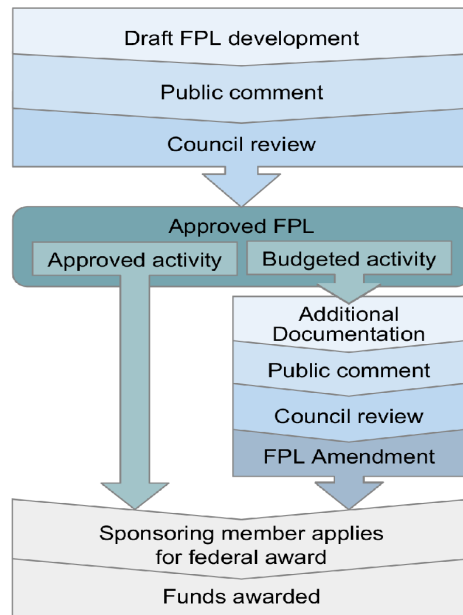 Draft FPL development
Public comment
Council review
Approved FPL
Approved activity
Budgeted activity
Additional
Documentation
Public comment
Council review
FPL Amendment
Sponsoring member applies
for federal award
Funds awarded